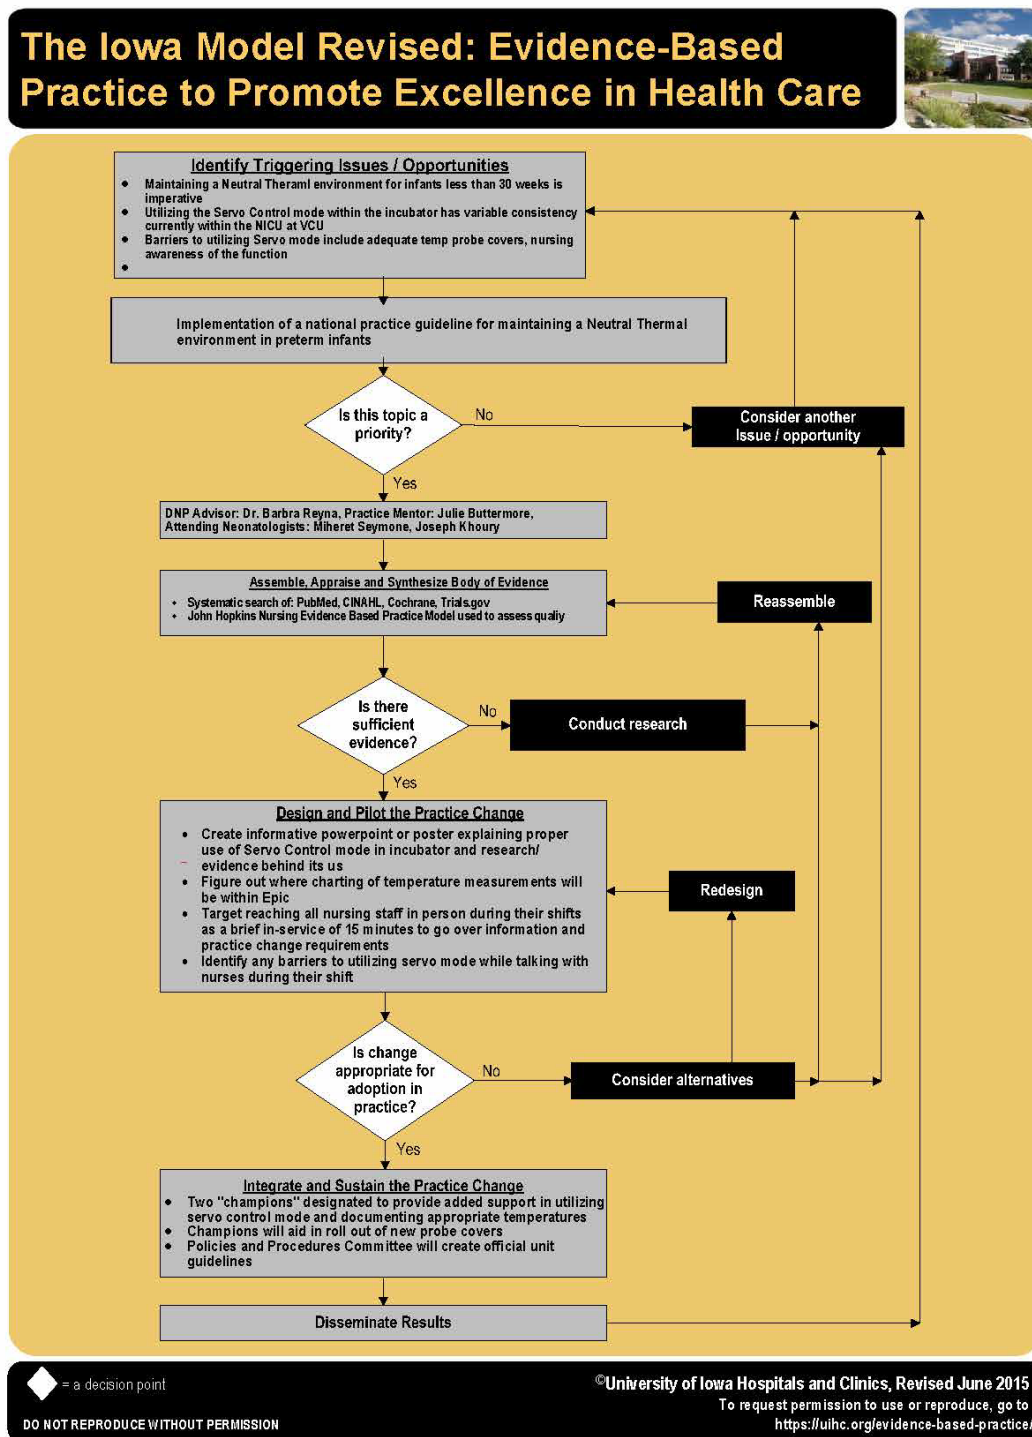 The Iowa Model Revised: Evidence-Based
Practice to Promote Excellence in Health Care
Identify Triggering Issues / Opportunities
● Maintaining a Neutral Theraml environment for infants less than 30 weeks is
imperative
● Utilizing the Servo Control mode within the incubator has variable consistency
currently within the NICU at VCU
● Barriers to utilizing Servo mode include adequate temp probe covers, nursing
awareness of the function
●
Implementation of a national practice guideline for maintaining a Neutral Thermal
environment in preterm infants
Is this topic a
priority?
No
Consider another
Issue / opportunity
Yes
DNP Advisor: Dr. Barbra Reyna, Practice Mentor: Julie Buttermore,
Attending Neonatologists: Miheret Seymone, Joseph Khoury
Assemble, Appraise and Synthesize Body of Evidence
• Systematic search of: PubMed, CINAHL, Cochrane, Trials.gov
• John Hopkins Nursing Evidence Based Practice Model used to assess qualiy
Reassemble
Is there
sufficient
evidence?
No
Conduct research
Yes
Design and Pilot the Practice Change
• Create informative powerpoint or poster explaining proper
use of Servo Control mode in incubator and research/
evidence behind its us
• Figure out where charting of temperature measurements will
be within Epic
• Target reaching all nursing staff in person during their shifts
as a brief in-service of 15 minutes to go over information and
practice change requirements
• Identify any barriers to utilizing servo mode while talking with
nurses during their shift
Redesign
Is change
appropriate for
adoption in
practice?
No
Consider alternatives
Yes
Integrate and Sustain the Practice Change
● Two "champions" designated to provide added support in utilizing
servo control mode and documenting appropriate temperatures
● Champions will aid in roll out of new probe covers
● Policies and Procedures Committee will create official unit
guidelines
Disseminate Results
= a decision point
DO NOT REPRODUCE WITHOUT PERMISSION
©University of Iowa Hospitals and Clinics, Revised June 2015
To request permission to use or reproduce, go to
https://uihc.org/evidence-based-practice/